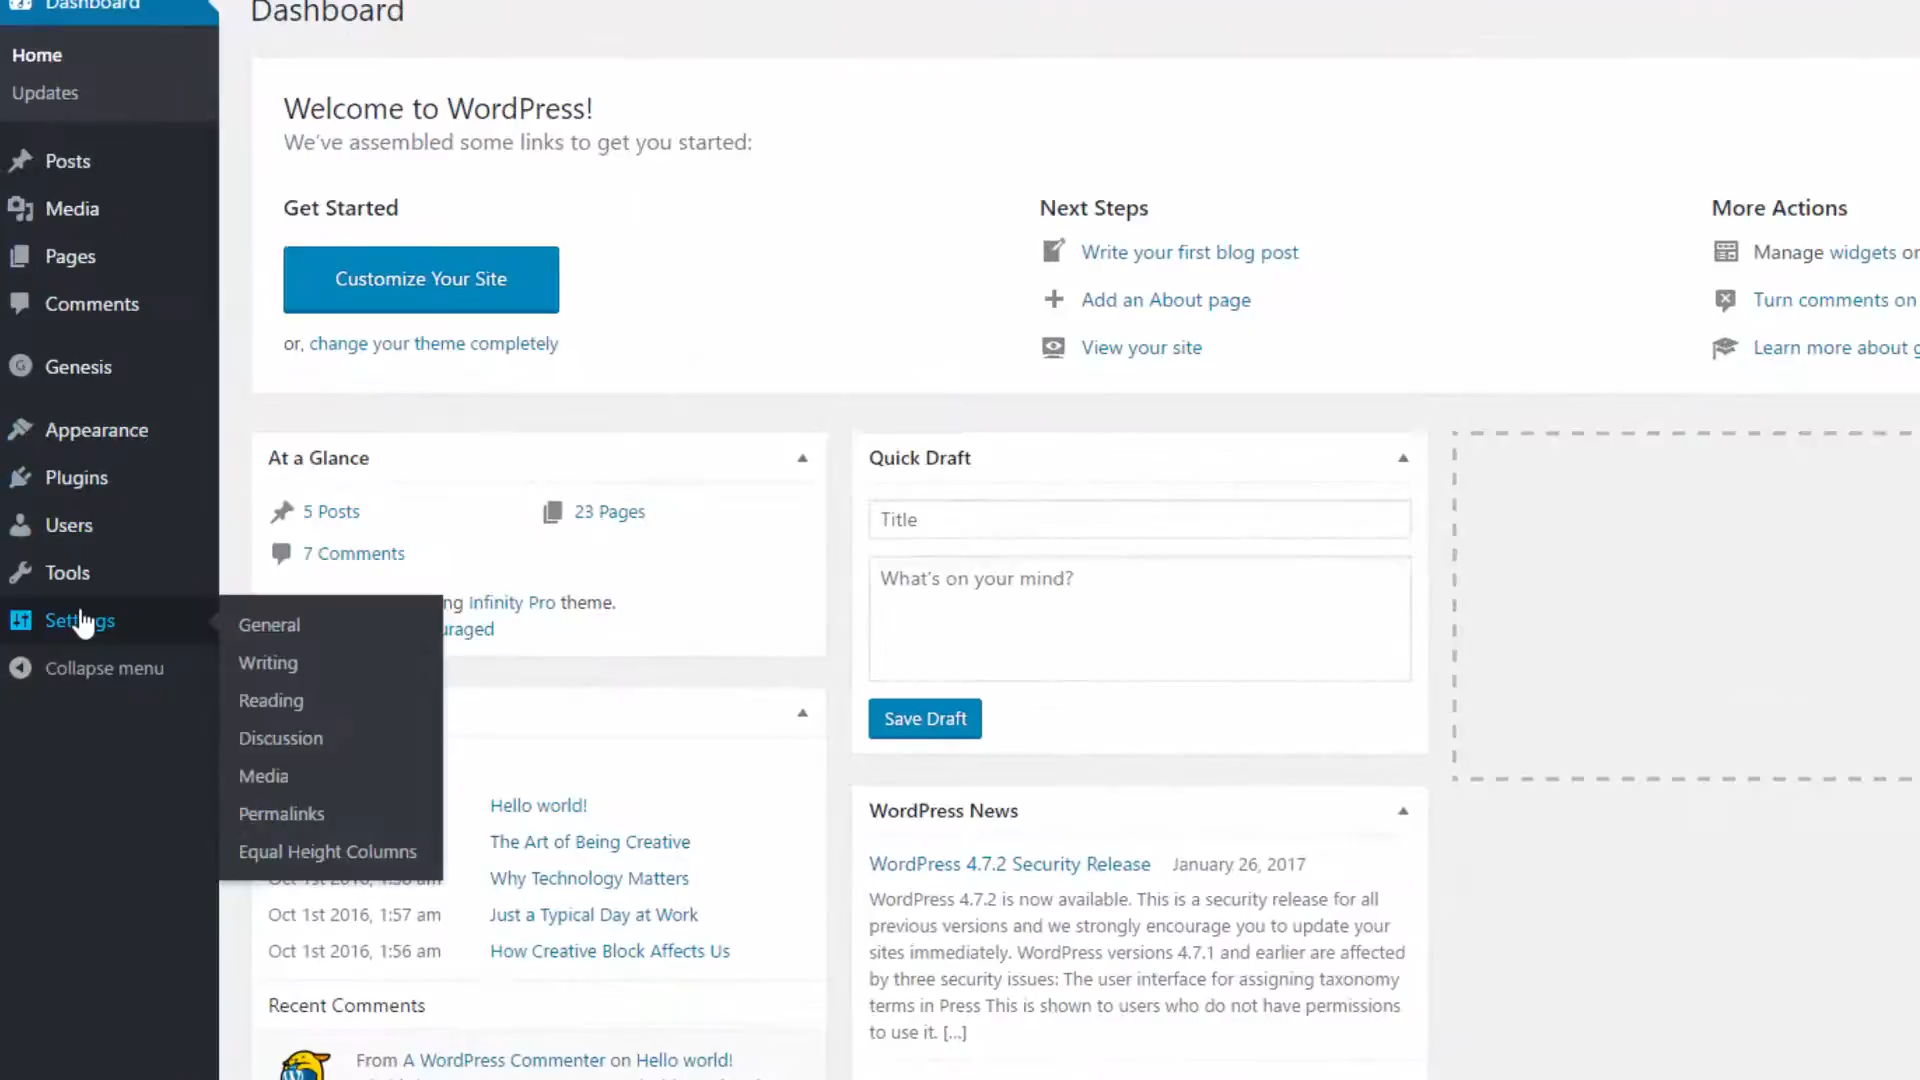 Dashboard
Home
Updates
Posts
Media
Pages
Comments
Genesis
Appearance
Plugins
Users
Tools
Settings
Collapse menu
General
Writing
Reading
Discussion
Media
Permalinks
Equal Height Columns
Dashboard
Welcome to WordPress!
We've assembled some links to get you started:
Get Started
Customize Your Site
or, change your theme completely
Next Steps
Write your first blog post
Add an About page
View your site
More Actions
Manage widgets or
Turn comments on
Learn more about g
At a Glance
5 Posts
23 Pages
7 Comments
ng Infinity Pro theme.
uraged
Hello world!
The Art of Being Creative
Why Technology Matters
Oct 1st 2016, 1:57 am Just a Typical Day at Work
Oct 1st 2016, 1:56 am How Creative Block Affects Us
Recent Comments
From A WordPress Commenter on Hello world!
Quick Draft
Title
What's on your mind?
Save Draft
WordPress News
WordPress 4.7.2 Security Release January 26, 2017
WordPress 4.7.2 is now available. This is a security release for all
previous versions and we strongly encourage you to update your
sites immediately. WordPress versions 4.7.1 and earlier are affected
by three security issues: The user interface for assigning taxonomy
terms in Press This is shown to users who do not have permissions
to use it. [...]